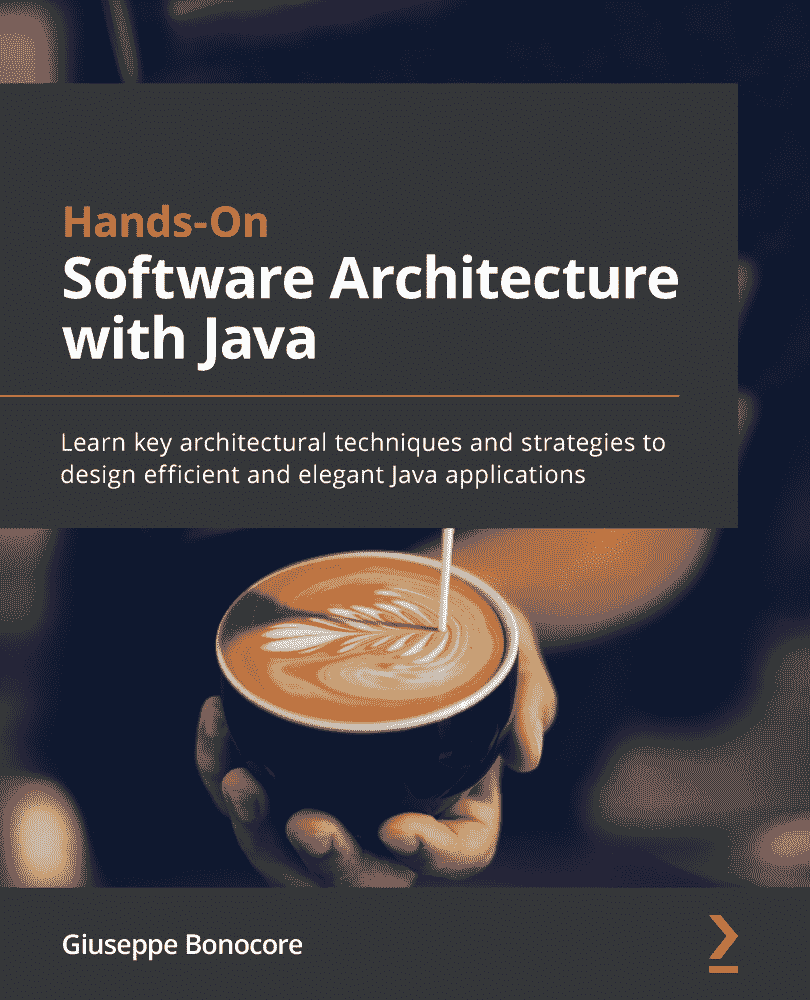 Hands-On
Software Architecture
with Java
Learn key architectural techniques and strategies to
design efficient and elegant Java applications
Giuseppe Bonocore